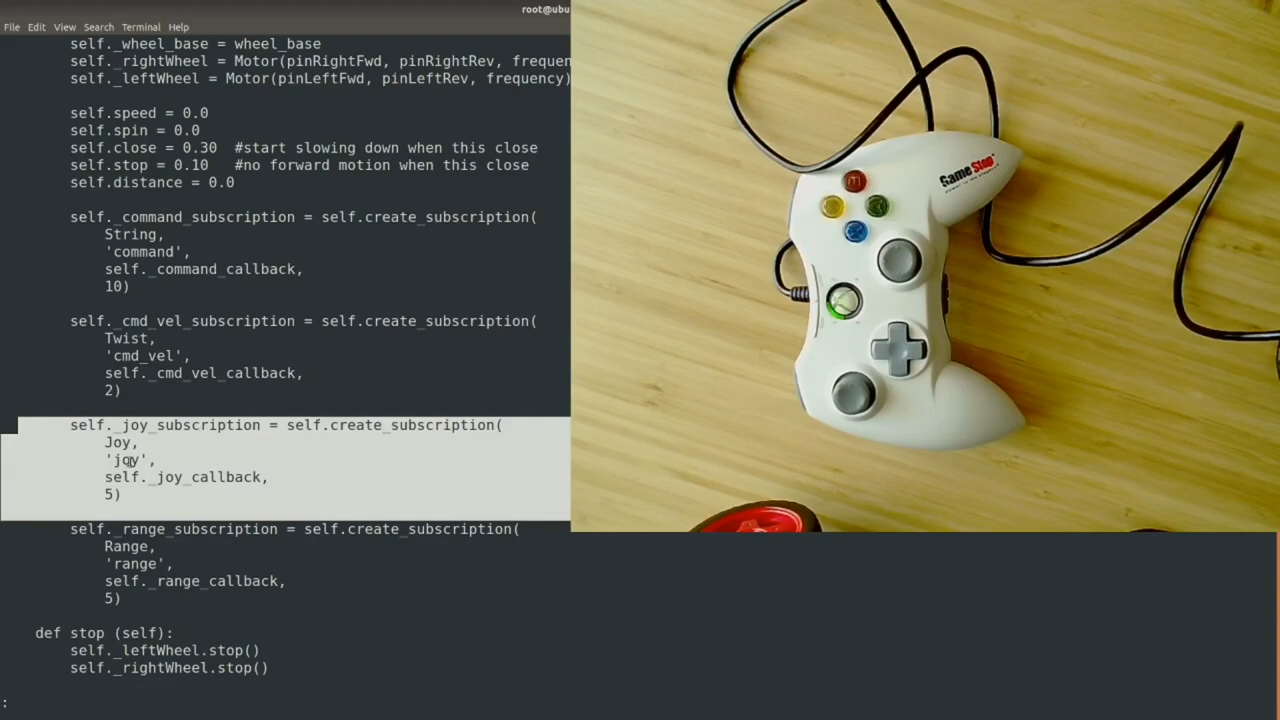 root@ubu
File Edit View Search Terminal Help
self._wheel_base = wheel_base
self._rightWheel = Motor(pinRightFwd, pinRightRev, frequen
self._leftWheel = Motor(pinLeftFwd, pinLeftRev, frequency)
self.speed = 0.0
self.spin = 0.0
self.close = 0.30  #start slowing down when this close
self.stop = 0.10   #no forward motion when this close
self.distance = 0.0
self._command_subscription = self.create_subscription(
String,
'command',
self._command_callback,
10)
self._cmd_vel_subscription = self.create_subscription(
Twist,
'cmd_vel',
self._cmd_vel_callback,
2)
self._joy_subscription = self.create_subscription(
Joy,
'joy',
self._joy_callback,
5)
self._range_subscription = self.create_subscription(
Range,
'range',
self._range_callback,
5)
def stop (self):
self._leftWheel.stop()
self._rightWheel.stop()
:
GameStop